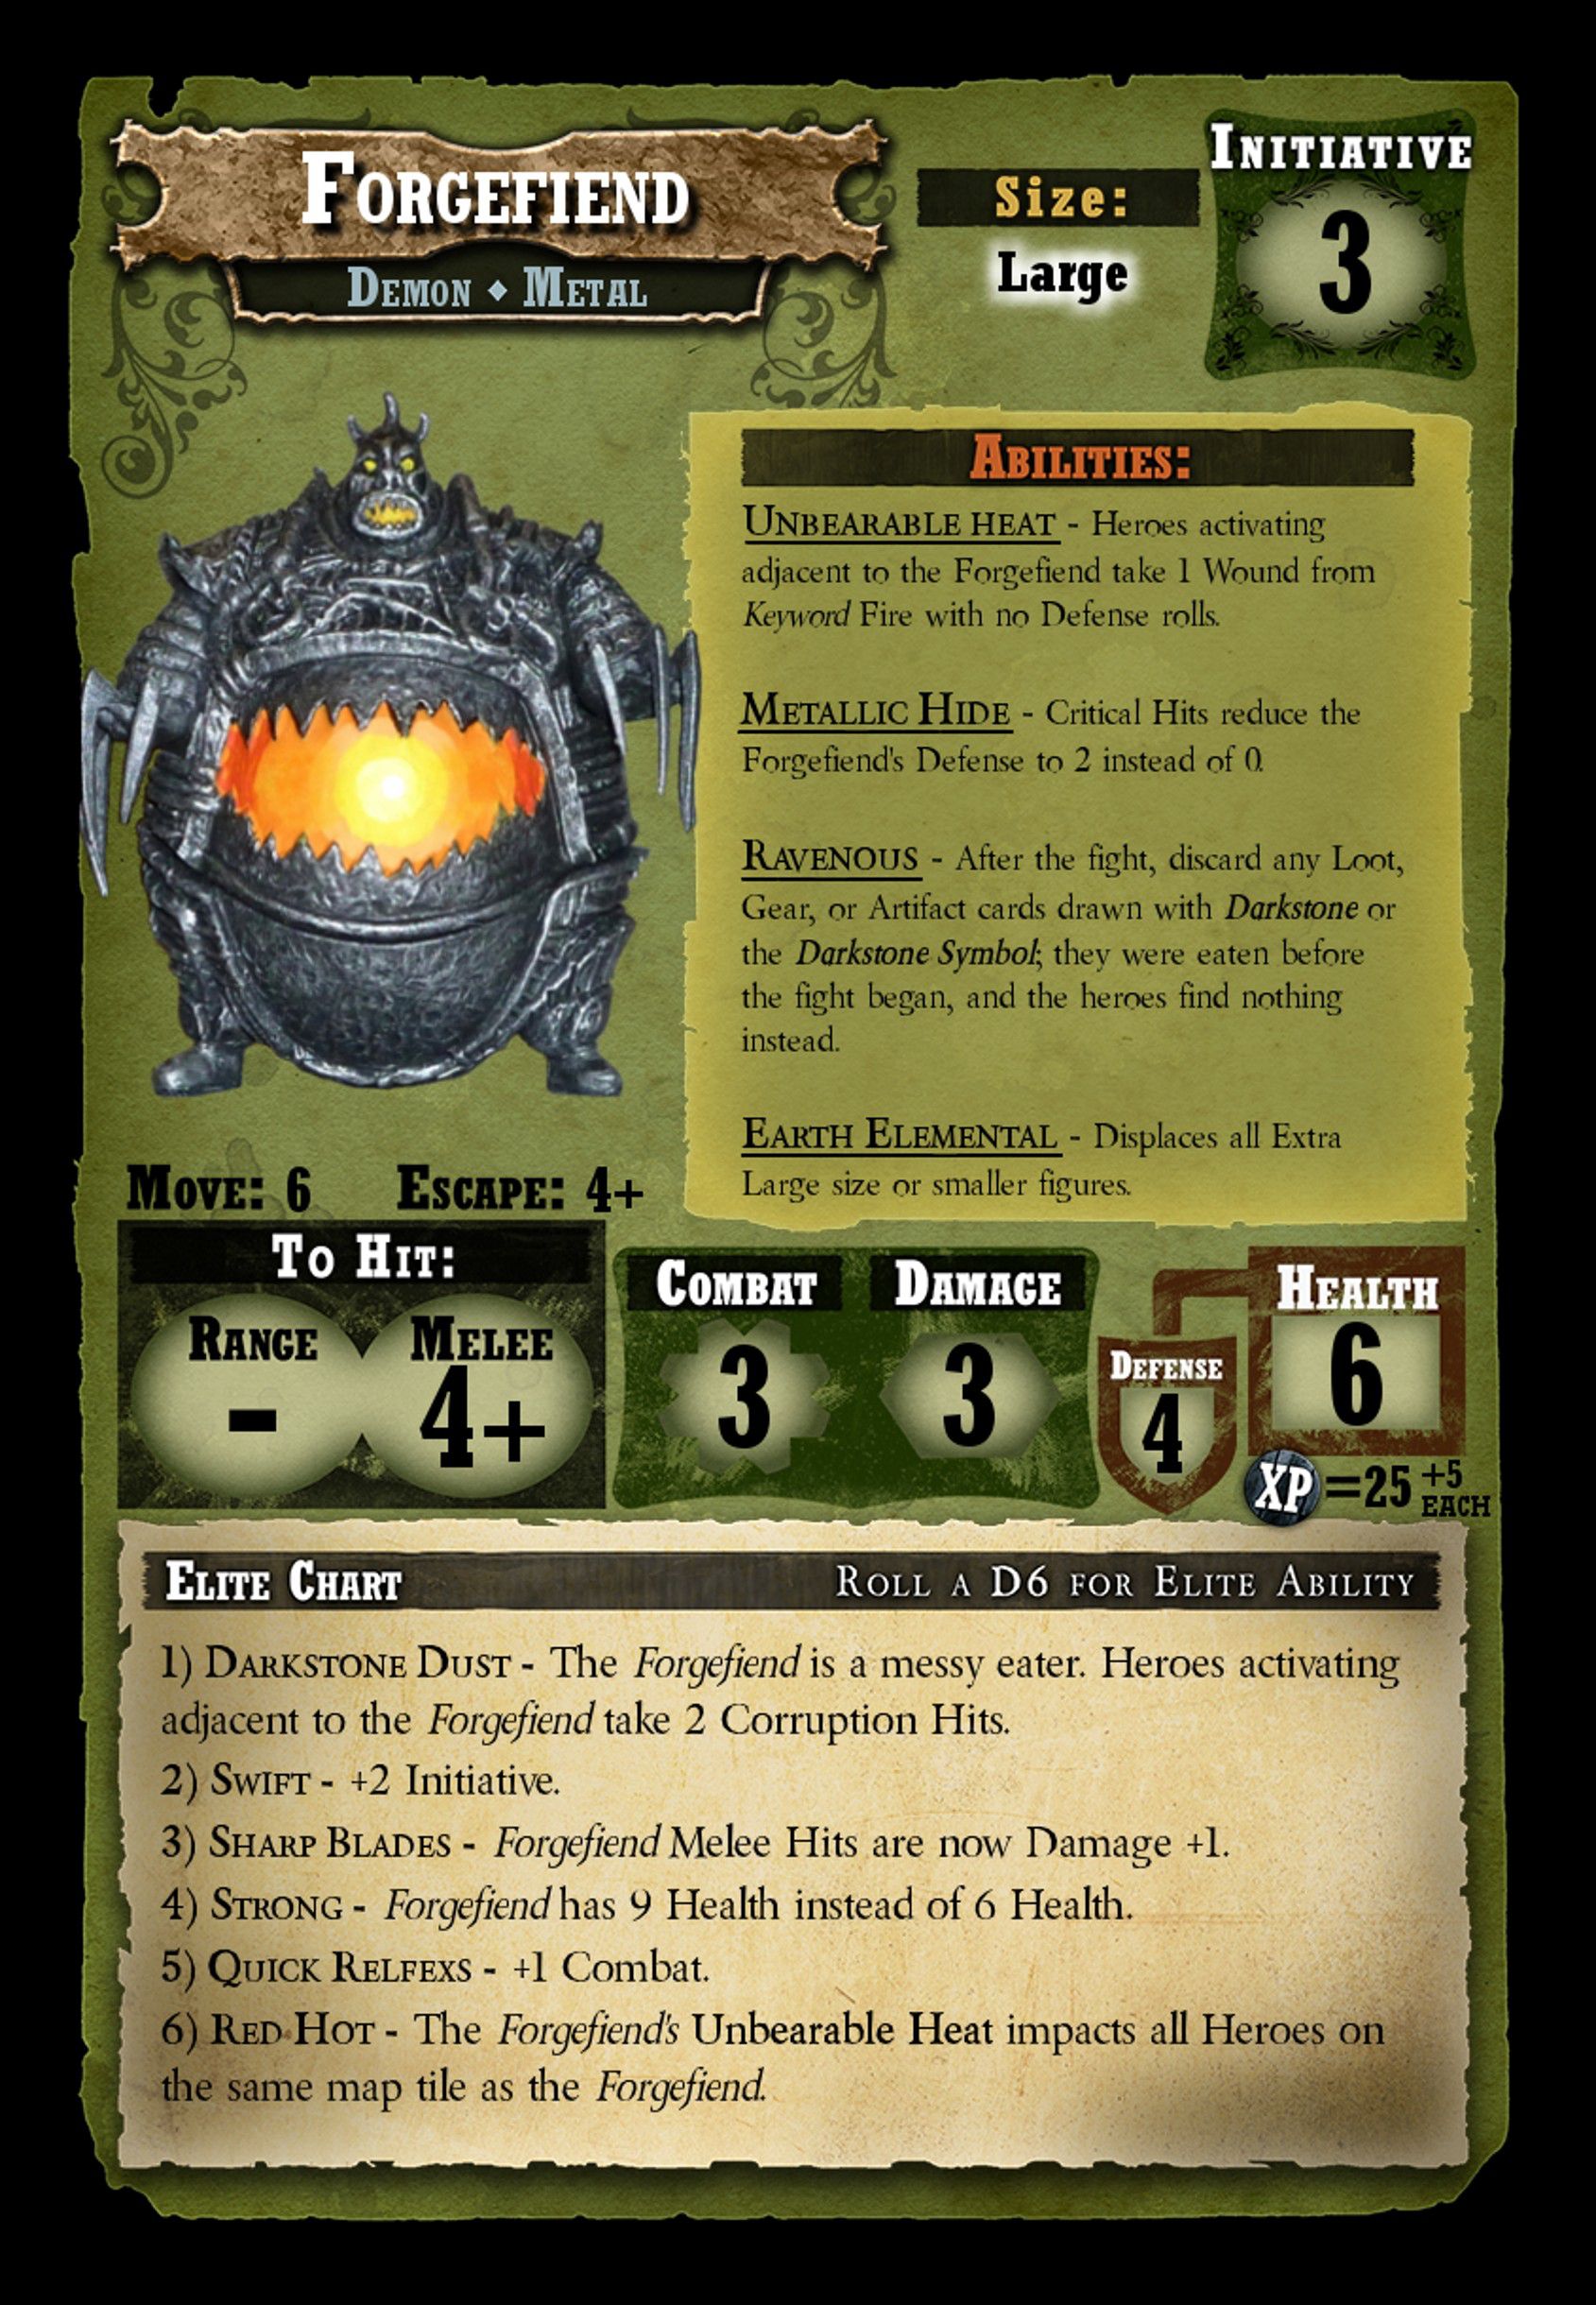 Forgefiend
Demon ◆ Metal
Size:
Large
Initiative
3
Abilities:
Unbearable heat - Heroes activating
adjacent to the Forgefiend take 1 Wound from
Keyword Fire with no Defense rolls.
Metallic Hide - Critical Hits reduce the
Forgefiend's Defense to 2 instead of 0.
Ravenous - After the fight, discard any Loot,
Gear, or Artifact cards drawn with Darkstone or
the Darkstone Symbol; they were eaten before
the fight began, and the heroes find nothing
instead.
Earth Elemental - Displaces all Extra
Large size or smaller figures.
Move: 6 Escape: 4+
To Hit:
Range
-
Melee
4+
Combat
3
Damage
3
Defense
4
Health
6
XP =25 +5
EACH
Elite Chart Roll a D6 for Elite Ability
1) Darkstone Dust - The Forgefiend is a messy eater. Heroes activating
adjacent to the Forgefiend take 2 Corruption Hits.
2) Swift - +2 Initiative.
3) Sharp Blades - Forgefiend Melee Hits are now Damage +1.
4) Strong - Forgefiend has 9 Health instead of 6 Health.
5) Quick Relfexs - +1 Combat.
6) Red Hot - The Forgefiend's Unbearable Heat impacts all Heroes on
the same map tile as the Forgefiend.